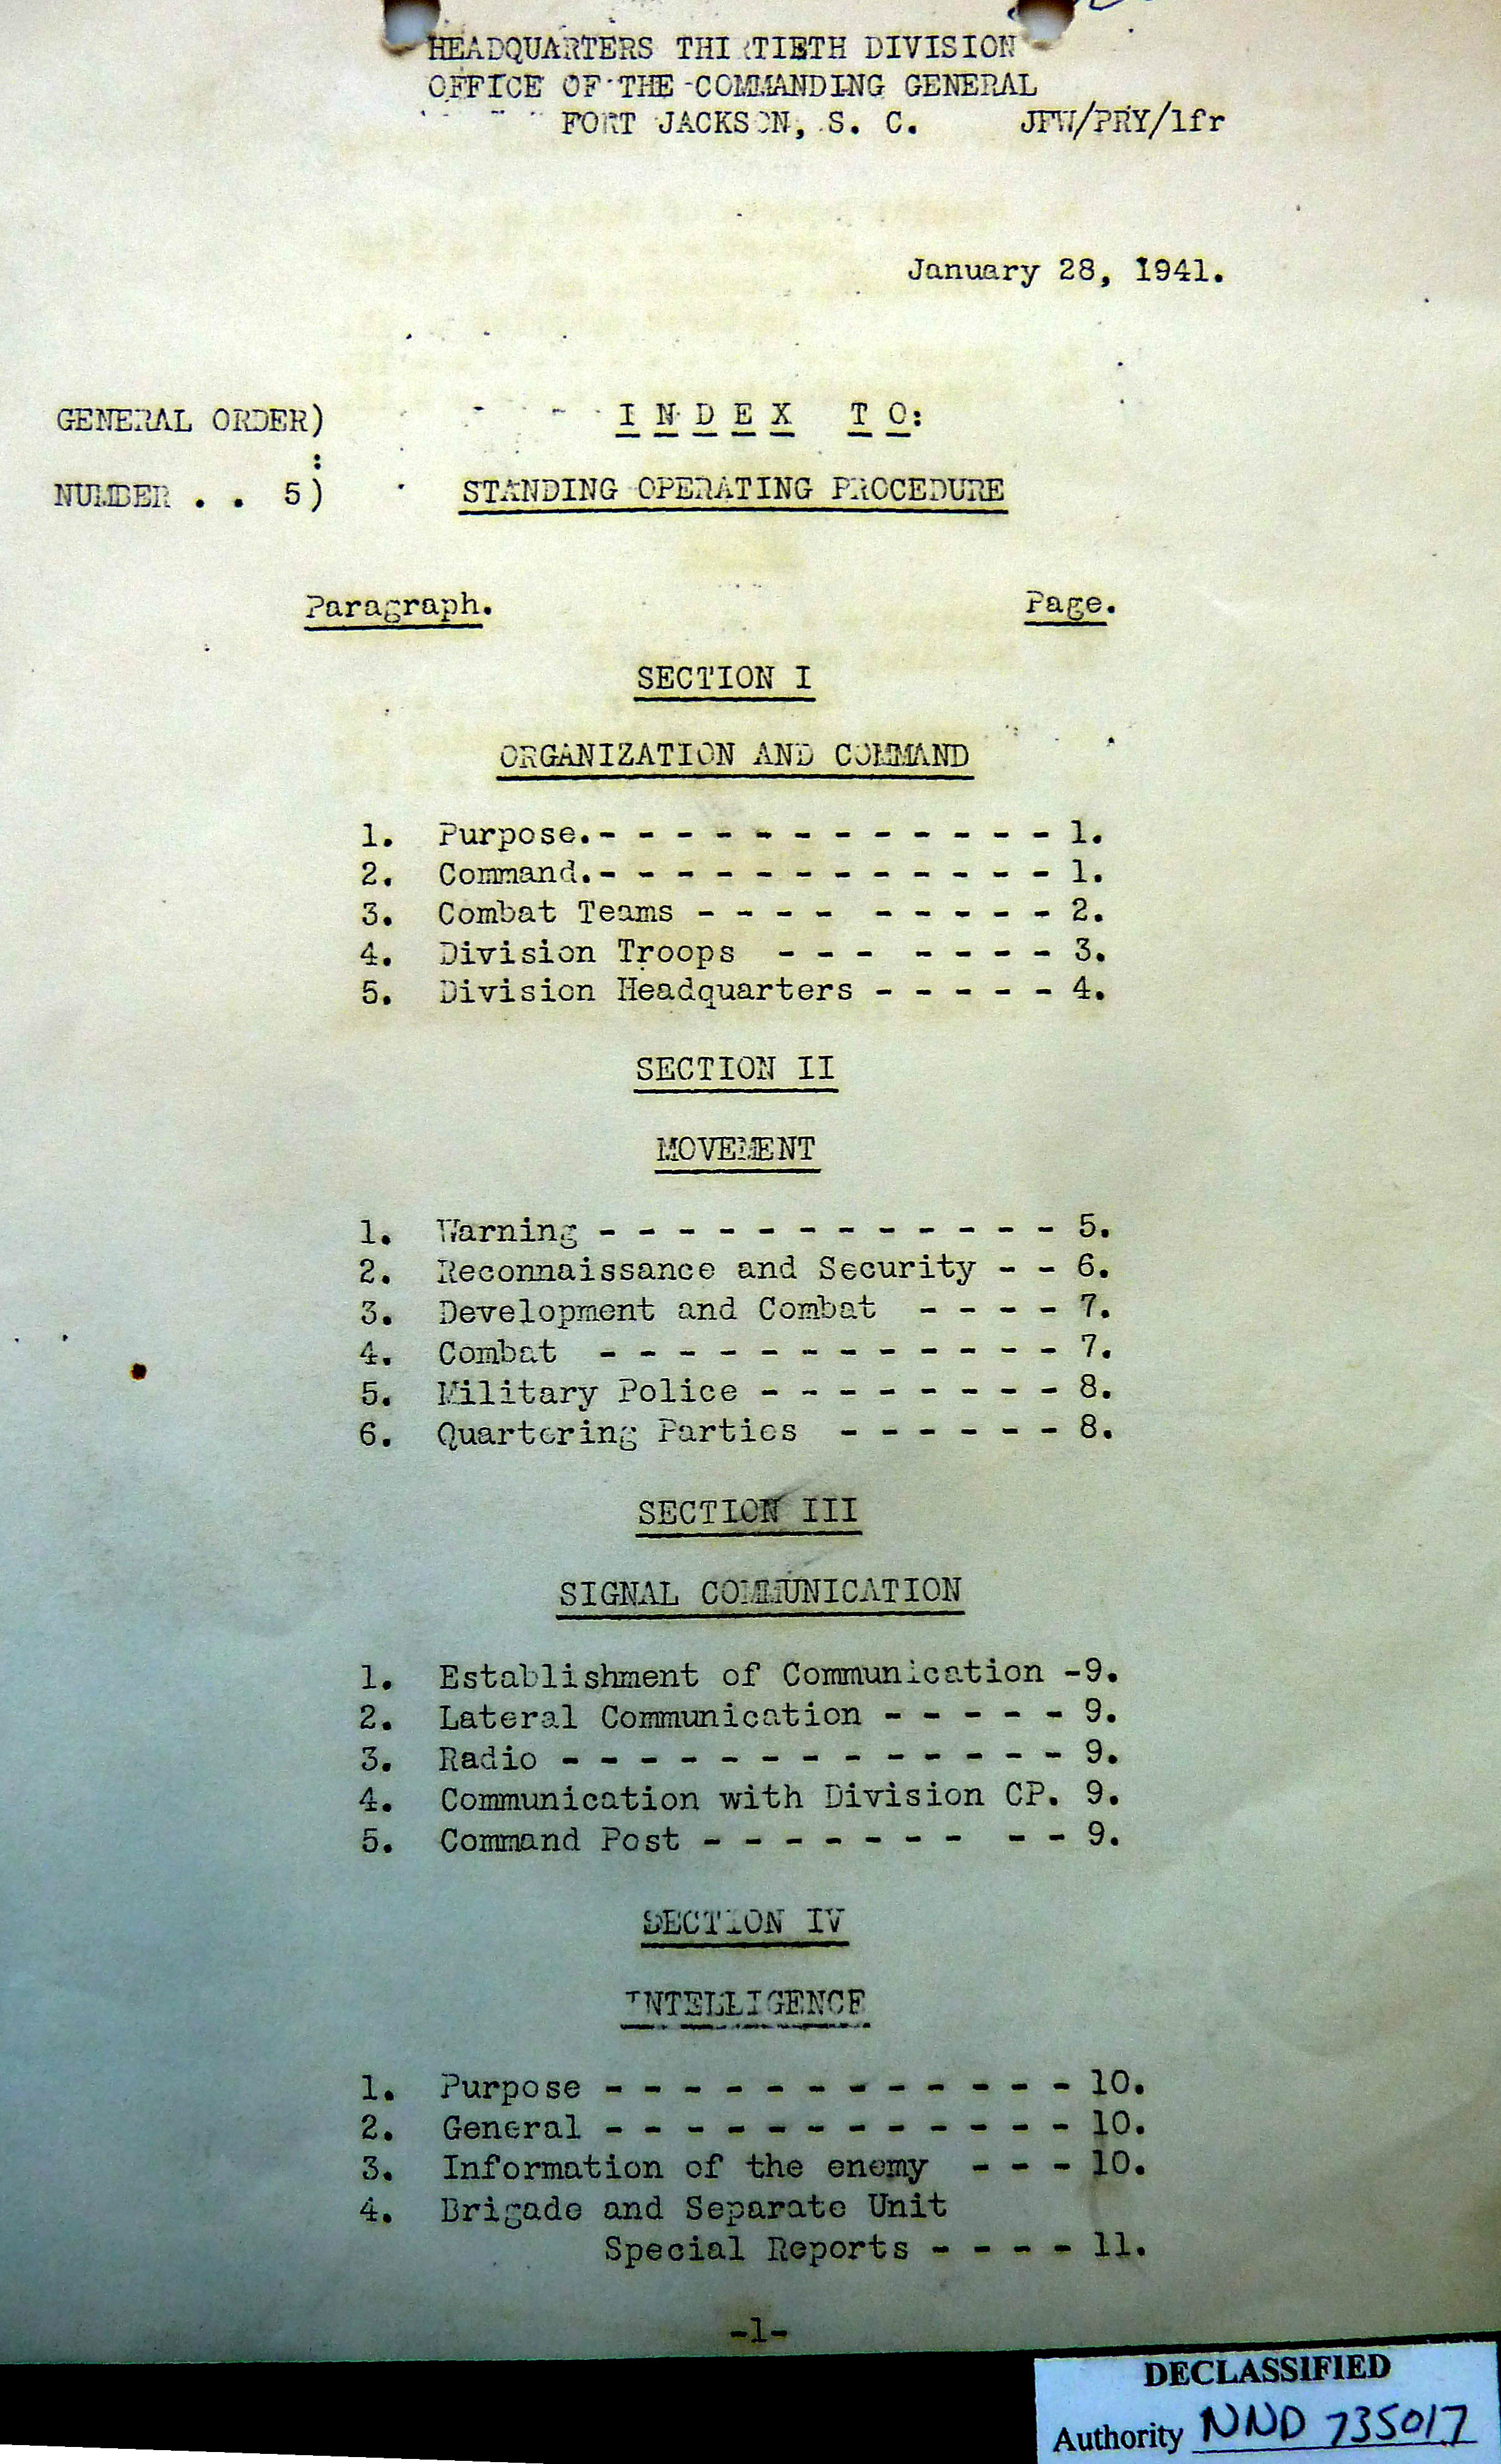 HEADQUARTERS THIRTIETH DIVISION
OFFICE OF THE COMMANDING GENERAL
FORT JACKSON, S. C. JFW/PRY/lfr
January 28, 1941.
GENERAL ORDER) I N D E X T O:
:
NUMBER . . 5) STANDING OPERATING PROCEDURE
Paragraph. Page.
SECTION I
ORGANIZATION AND COMMAND
1. Purpose.- - - - - - - - - - - - 1.
2. Command.- - - - - - - - - - - - 1.
3. Combat Teams - - - - - - - - - 2.
4. Division Troops - - - - - - - 3.
5. Division Headquarters - - - - - 4.
SECTION II
MOVEMENT
1. Warning - - - - - - - - - - - - 5.
2. Reconnaissance and Security - - 6.
3. Development and Combat - - - - 7.
4. Combat - - - - - - - - - - - - 7.
5. Military Police - - - - - - - - 8.
6. Quartering Parties - - - - - - 8.
SECTION III
SIGNAL COMMUNICATION
1. Establishment of Communication -9.
2. Lateral Communication - - - - - 9.
3. Radio - - - - - - - - - - - - - 9.
4. Communication with Division CP. 9.
5. Command Post - - - - - - - - - 9.
SECTION IV
INTELLIGENCE
1. Purpose - - - - - - - - - - - - 10.
2. General - - - - - - - - - - - - 10.
3. Information of the enemy - - - 10.
4. Brigade and Separate Unit
Special Reports - - - - 11.
-1-
DECLASSIFIED
Authority NND 735017